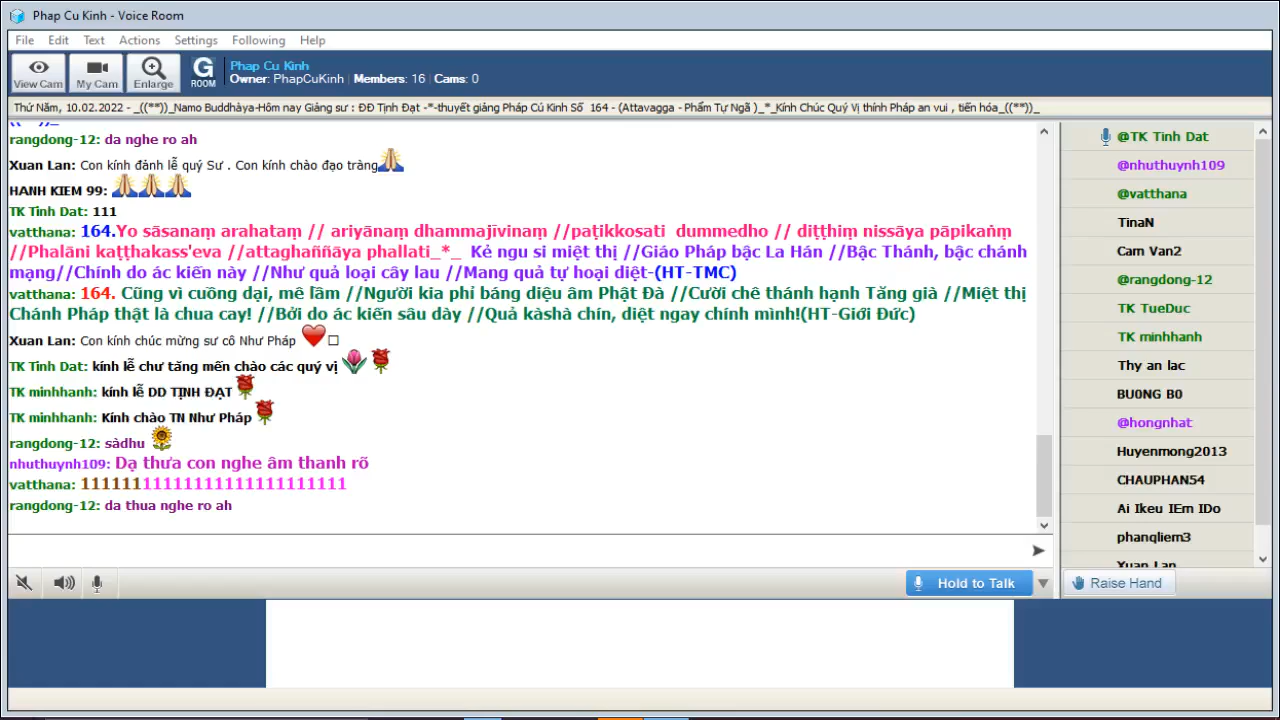 Phap Cu Kinh - Voice Room
File Edit Text Actions Settings Following Help
View Cam My Cam Enlarge G ROOM
Phap Cu Kinh
Owner: PhapCuKinh Members: 16 Cams: 0
Thứ Năm, 10.02.2022 - _((**))_Namo Buddhàya-Hôm nay Giảng sư : ĐĐ Tịnh Đạt -*-thuyết giảng Pháp Cú Kinh Số 164 - (Attavagga - Phẩm Tự Ngã )_*_Kính Chúc Quý Vị thính Pháp an vui , tiến hóa_((**))_
rangdong-12: da nghe ro ah
Xuan Lan: Con kính đảnh lễ quý Sư . Con kính chào đạo tràng
HANH KIEM 99:
TK Tinh Dat: 111
vatthana: 164.Yo sāsanaṃ arahataṃ // ariyānaṃ dhammajīvinaṃ //paṭikkosati dummedho // diṭṭhiṃ nissāya pāpikaṅṃ
//Phalāni kaṭṭhakass'eva //attaghaññāya phallati_*_ Kẻ ngu si miệt thị //Giáo Pháp bậc La Hán //Bậc Thánh, bậc chánh
mạng//Chính do ác kiến này //Như quả loại cây lau //Mang quả tự hoại diệt-(HT-TMC)
vatthana: 164. Cũng vì cuồng dại, mê lầm //Người kia phỉ báng diệu âm Phật Đà //Cười chê thánh hạnh Tăng già //Miệt thị
Chánh Pháp thật là chua cay! //Bởi do ác kiến sâu dày //Quả kàshà chín, diệt ngay chính mình!(HT-Giới Đức)
Xuan Lan: Con kính chúc mừng sư cô Như Pháp
TK Tinh Dat: kính lễ chư tăng mến chào các quý vị
TK minhhanh: kính lễ DD TỊNH ĐẠT
TK minhhanh: Kính chào TN Như Pháp
rangdong-12: sàdhu
nhuthuynh109: Dạ thưa con nghe âm thanh rõ
vatthana: 11111111111111111111111111
rangdong-12: da thua nghe ro ah
Hold to Talk
@TK Tinh Dat
@nhuthuynh109
@vatthana
TinaN
Cam Van2
@rangdong-12
TK TueDuc
TK minhhanh
Thy an lac
BU0NG B0
@hongnhat
Huyenmong2013
CHAUPHAN54
Ai Ikeu IEm IDo
phanqliem3
Xuan Lan
Raise Hand